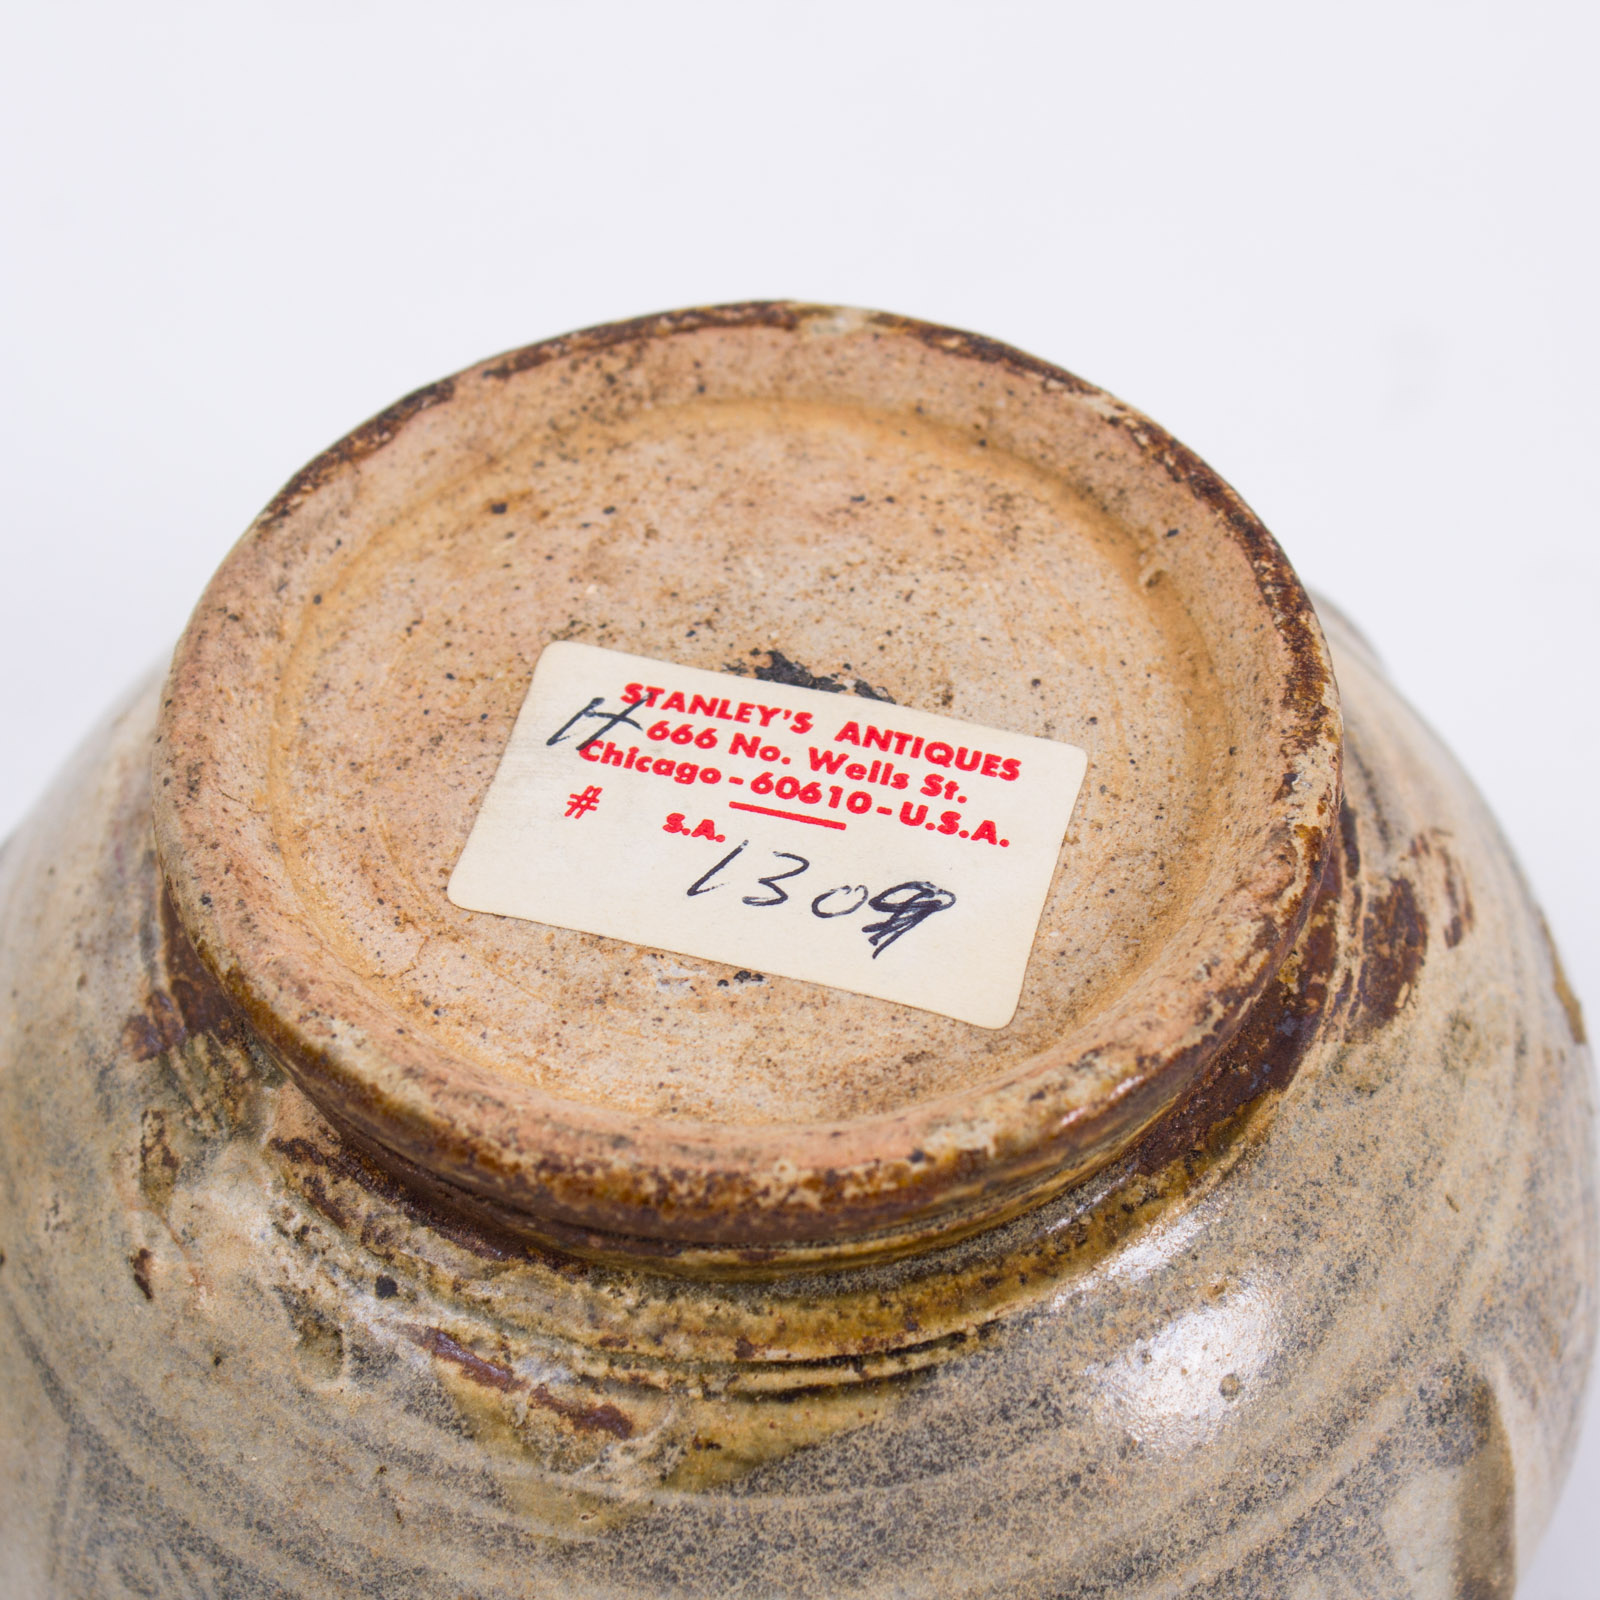 STANLEY'S ANTIQUES
H 666 No. Wells St.
Chicago - 60610 - U.S.A.
# S.A.
1309